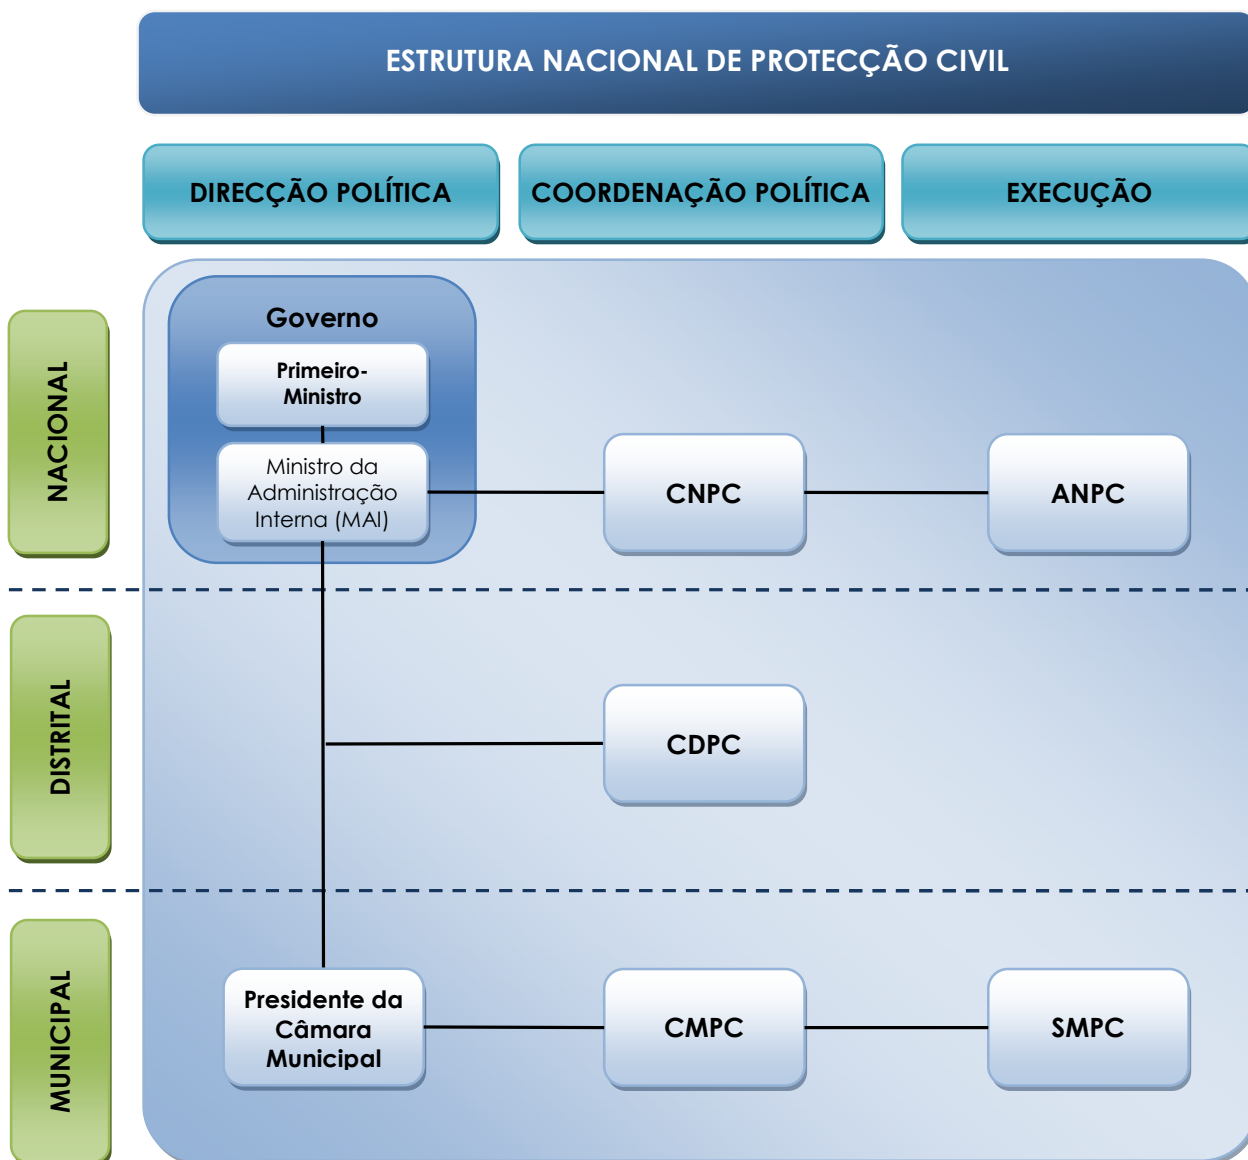 ESTRUTURA NACIONAL DE PROTECÇÃO CIVIL
DIRECÇÃO POLÍTICA
COORDENAÇÃO POLÍTICA
EXECUÇÃO
NACIONAL
Governo
Primeiro-
Ministro
Ministro da
Administração
Interna (MAI)
CNPC
ANPC
DISTRITAL
CDPC
MUNICIPAL
Presidente da
Câmara
Municipal
CMPC
SMPC